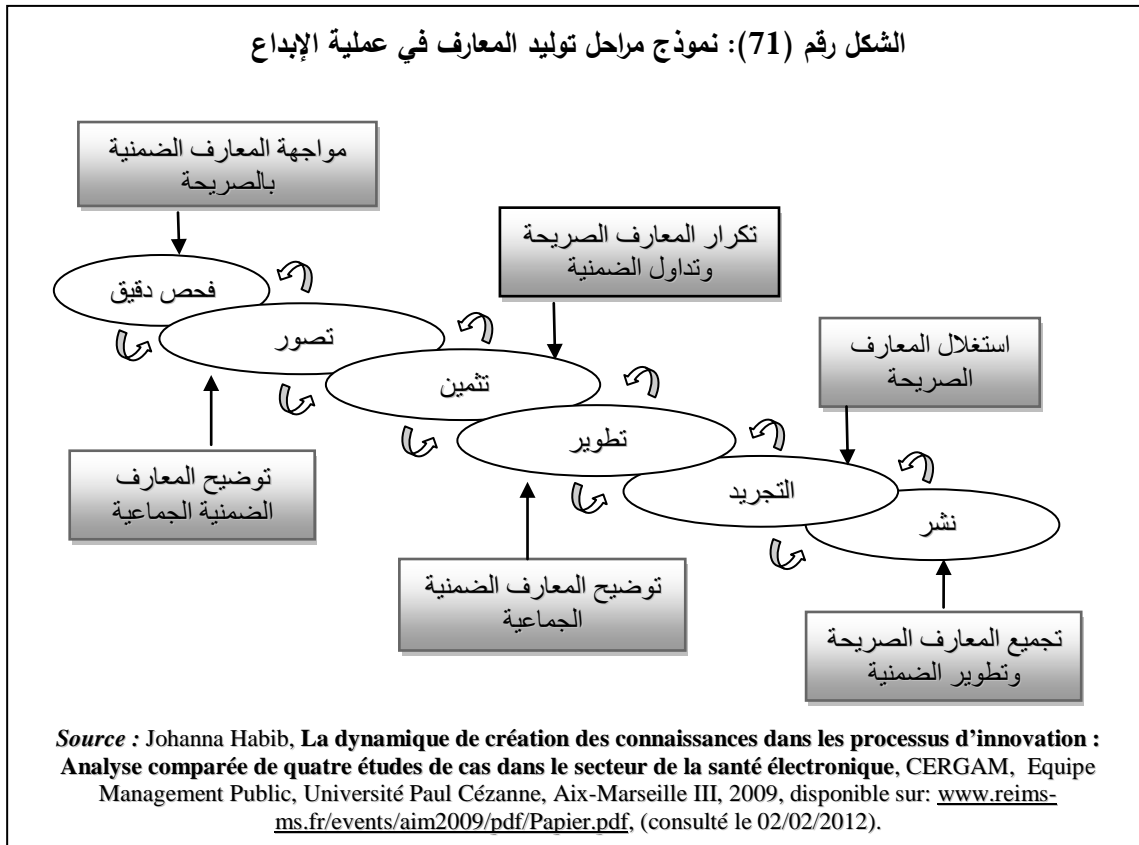 الشكل رقم (71): نموذج مراحل توليد المعارف في عملية الإبداع
مواجهة المعارف الضمنية
بالصريحة
تكرار المعارف الصريحة
وتداول الضمنية
استغلال المعارف
الصريحة
فحص دقيق
تصور
تثمين
تطوير
التجريد
نشر
توضيح المعارف
الضمنية الجماعية
توضيح المعارف الضمنية
الجماعية
تجميع المعارف الصريحة
وتطوير الضمنية
Source : Johanna Habib, La dynamique de création des connaissances dans les processus d’innovation :
Analyse comparée de quatre études de cas dans le secteur de la santé électronique, CERGAM, Equipe
Management Public, Université Paul Cézanne, Aix-Marseille III, 2009, disponible sur: www.reims-
ms.fr/events/aim2009/pdf/Papier.pdf, (consulté le 02/02/2012).